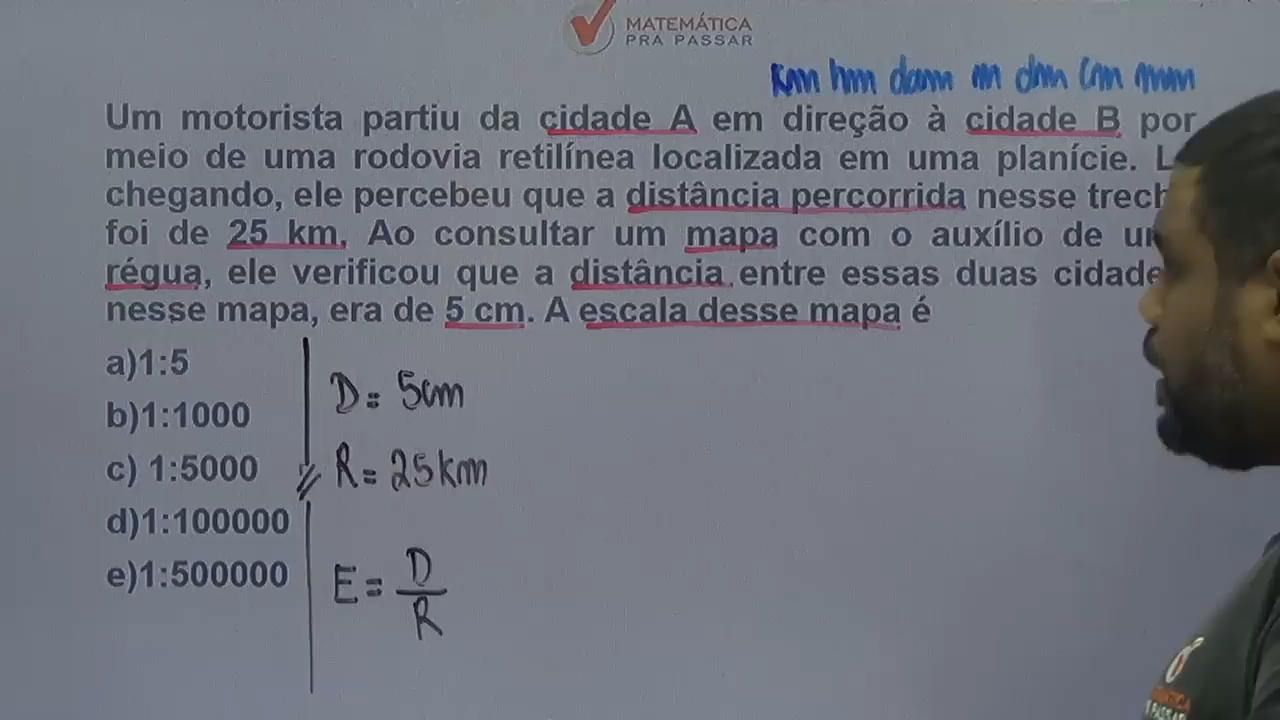 MATEMÁTICA
PRA PASSAR
Km hm dam m dm cm mm
Um motorista partiu da cidade A em direção à cidade B por
meio de uma rodovia retilínea localizada em uma planície.
chegando, ele percebeu que a distância percorrida nesse
foi de 25 km. Ao consultar um mapa com o auxílio de
régua, ele verificou que a distância entre essas duas
nesse mapa, era de 5 cm. A escala desse mapa é
a)1:5
b)1:1000
c) 1:5000
d)1:100000
e)1:500000
D = 5cm
R = 25km
E = D
R